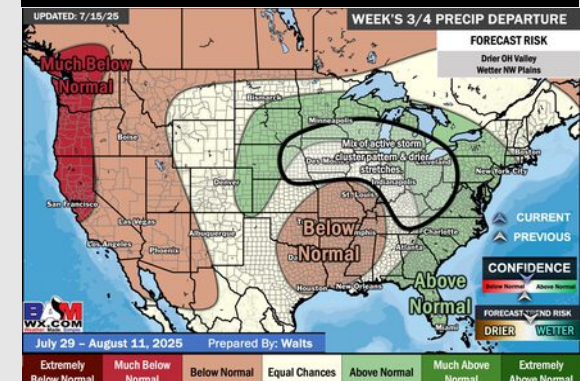 UPDATED: 7/15/25
WEEK'S 3/4 PRECIP DEPARTURE
FORECAST RISK
Drier OH Valley
Wetter NW Plains
Much Below
Normal
Bismarck
Minneapolis
Boise
Mix of active storm
cluster pattern & drier
stretches.
Des
Cleveland
Boston
New York City
Denver
Indianapolis
St. Louis
San Francisco
Las Vegas
Los Angeles
Phoenix
Albuquerque
Below
Normal
Charlotte
Atlanta
Houston
New Orleans
Above
Normal
Miami
CURRENT
PREVIOUS
CONFIDENCE
Below Normal
Above Normal
FORECAST TREND RISK
DRIER
WETTER
BAM
WX.COM
Weather Made Simple
July 29 – August 11, 2025 Prepared By: Walts
Extremely Below Normal
Much Below Normal
Below Normal
Equal Chances
Above Normal
Much Above Normal
Extremely Above Normal